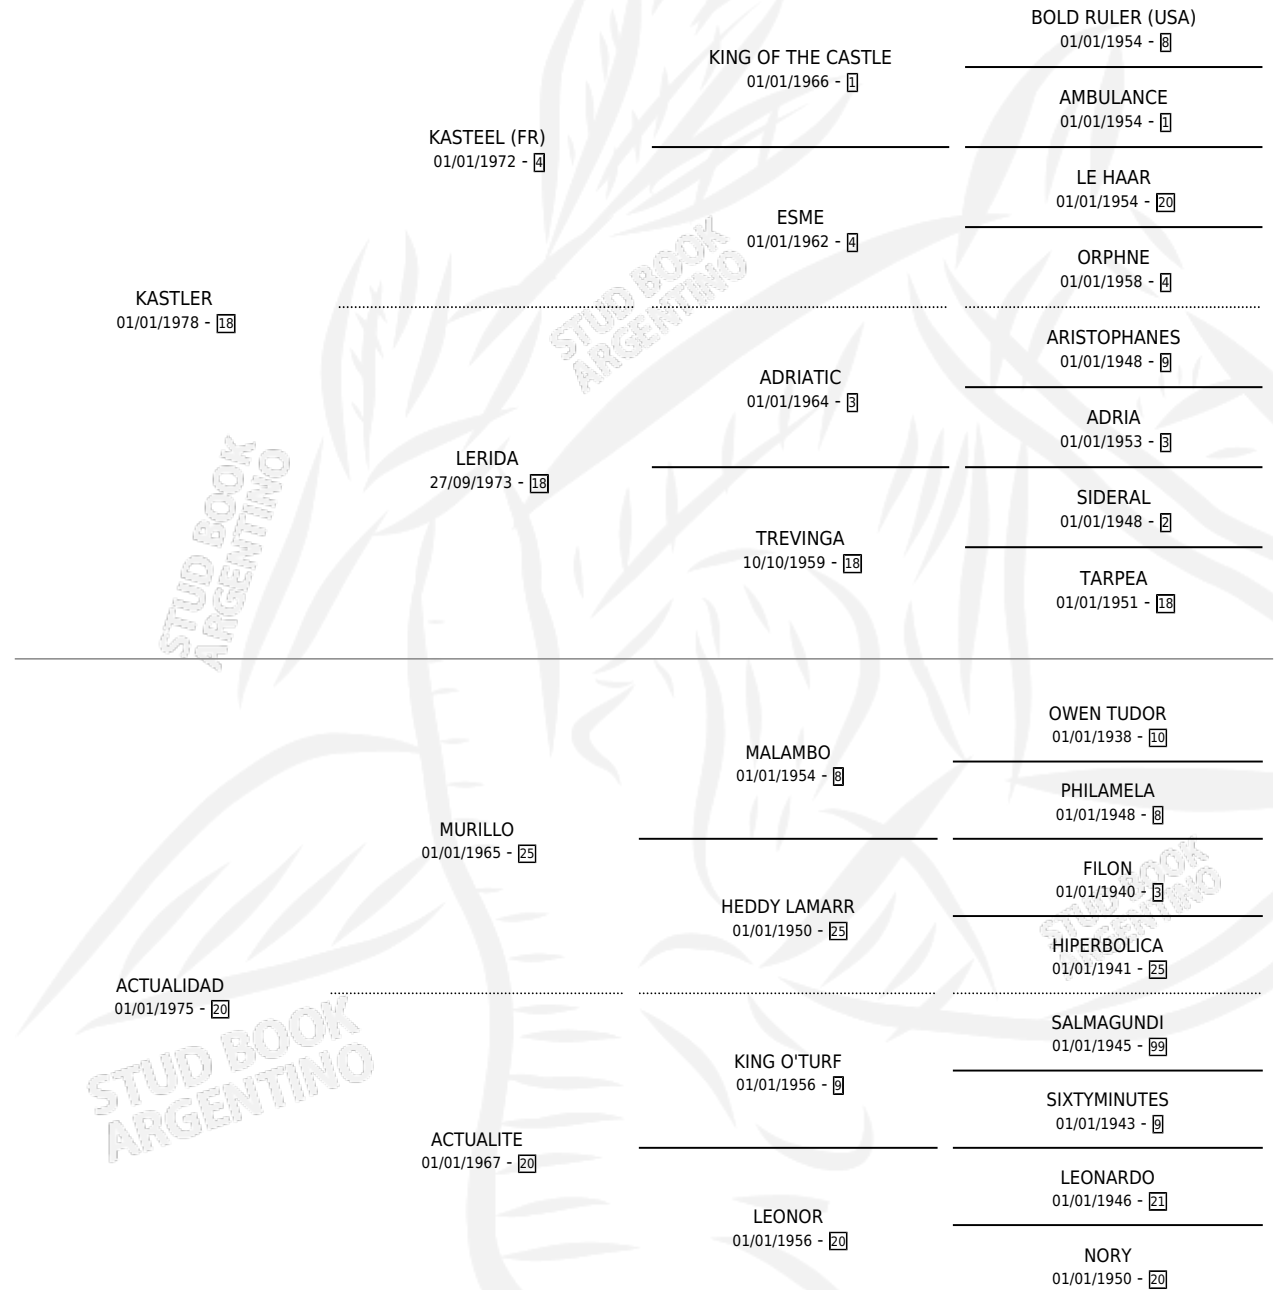 BOLD RULER (USA)
01/01/1954 - 8
KING OF THE CASTLE
01/01/1966 - 1
AMBULANCE
01/01/1954 - 1
KASTEEL (FR)
01/01/1972 - 4
LE HAAR
01/01/1954 - 20
ESME
01/01/1962 - 4
ORPHNE
01/01/1958 - 4
KASTLER
01/01/1978 - 18
STUD BOOK
ARGENTINO
ARISTOPHANES
01/01/1948 - 9
ADRIATIC
01/01/1964 - 3
ADRIA
01/01/1953 - 3
LERIDA
27/09/1973 - 18
SIDERAL
01/01/1948 - 2
TREVINGA
10/10/1959 - 18
TARPEA
01/01/1951 - 18
STUD BOOK
ARGENTINO
OWEN TUDOR
01/01/1938 - 10
MALAMBO
01/01/1954 - 8
PHILAMELA
01/01/1948 - 8
MURILLO
01/01/1965 - 25
FILON
01/01/1940 - 3
HEDDY LAMARR
01/01/1950 - 25
STUD BOOK
ARGENTINO
HIPERBOLICA
01/01/1941 - 25
ACTUALIDAD
01/01/1975 - 20
SALMAGUNDI
01/01/1945 - 99
KING O'TURF
01/01/1956 - 9
STUD BOOK
ARGENTINO
SIXTYMINUTES
01/01/1943 - 9
ACTUALITE
01/01/1967 - 20
LEONARDO
01/01/1946 - 21
LEONOR
01/01/1956 - 20
NORY
01/01/1950 - 20